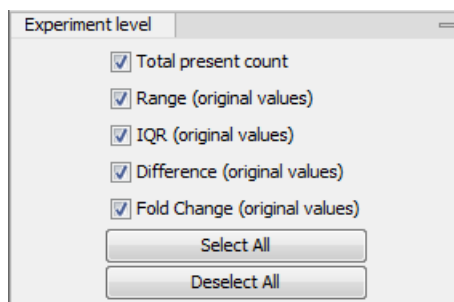 Experiment level
Total present count
Range (original values)
IQR (original values)
Difference (original values)
Fold Change (original values)
Select All
Deselect All